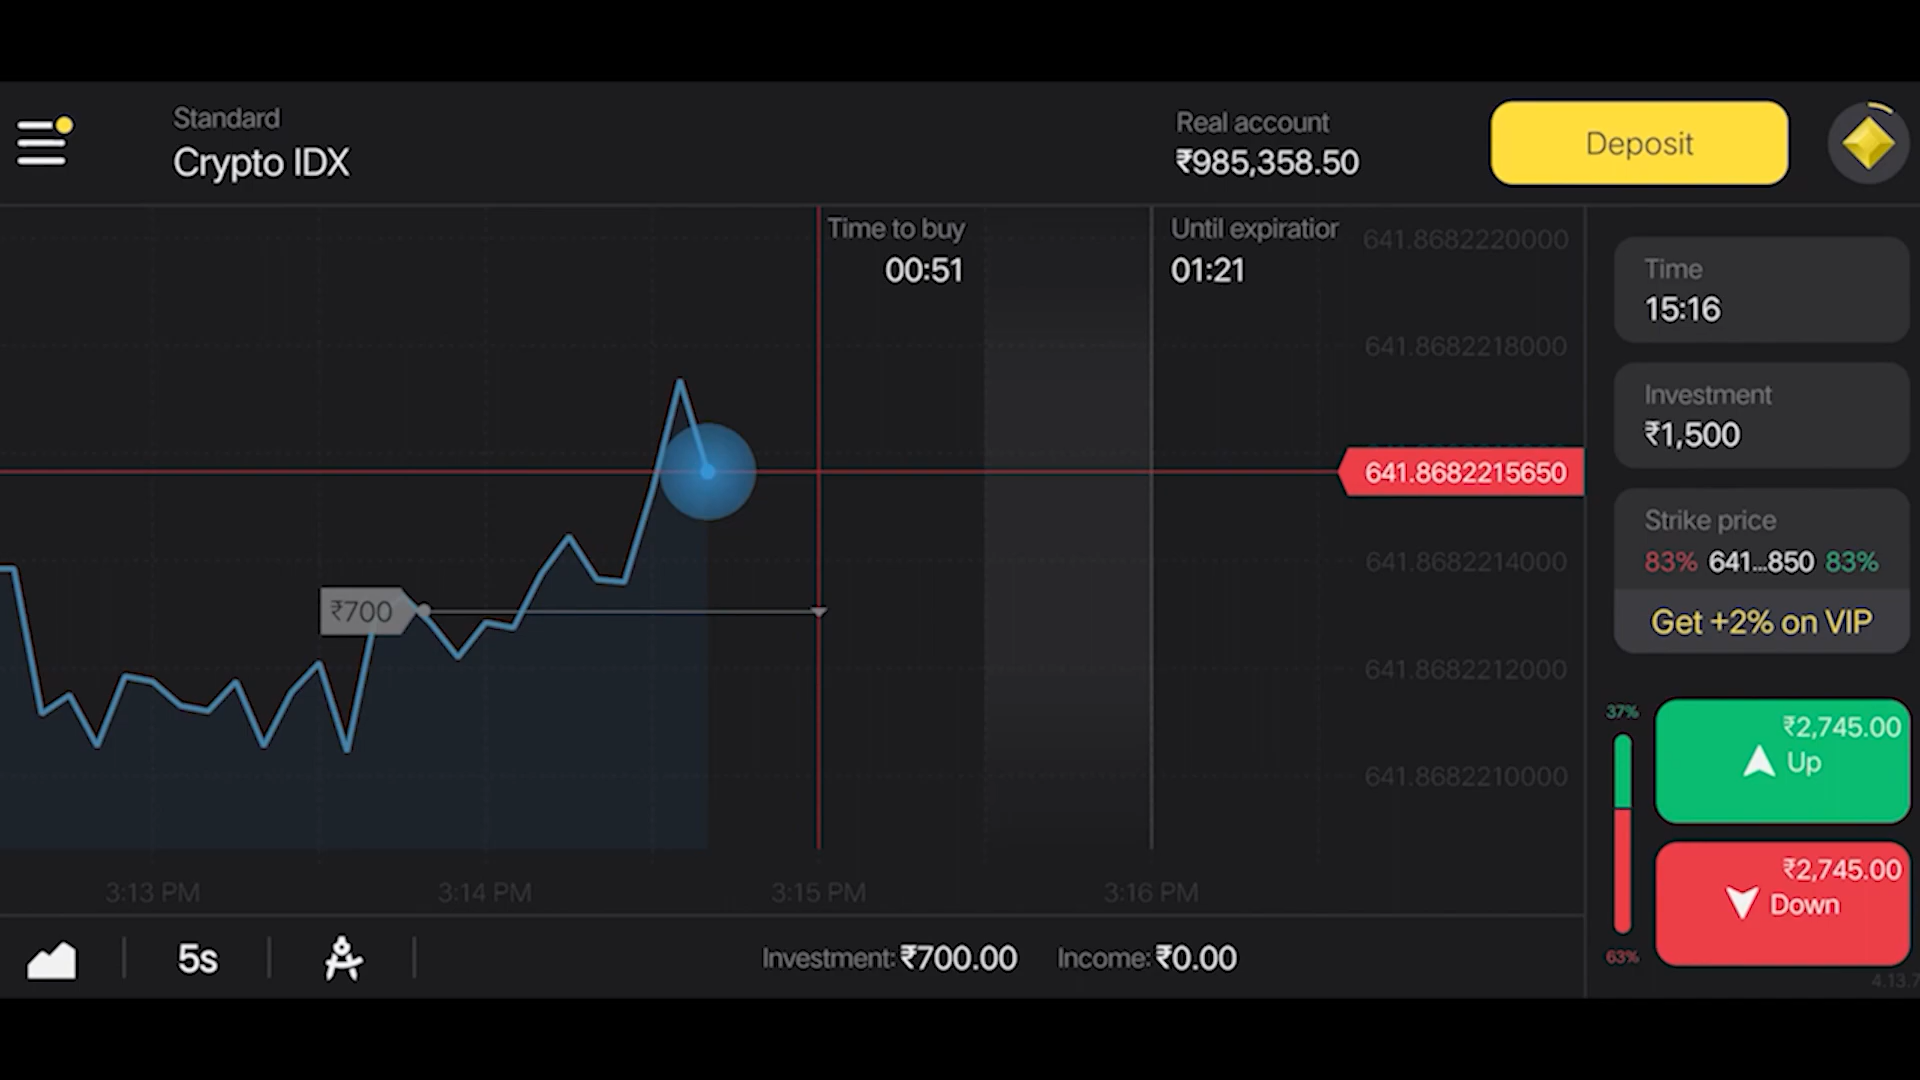 Standard
Crypto IDX
Real account
₹985,358.50
Deposit
Time to buy
00:51
Until expiratior
01:21
641.8682220000
641.8682218000
641.8682215650
641.8682214000
641.8682212000
641.8682210000
₹700
3:13 PM
3:14 PM
3:15 PM
3:16 PM
5s
Investment: ₹700.00
Income: ₹0.00
Time
15:16
Investment
₹1,500
Strike price
83% 641...850 83%
Get +2% on VIP
37%
₹2,745.00
Up
₹2,745.00
Down
63%
4.13.7